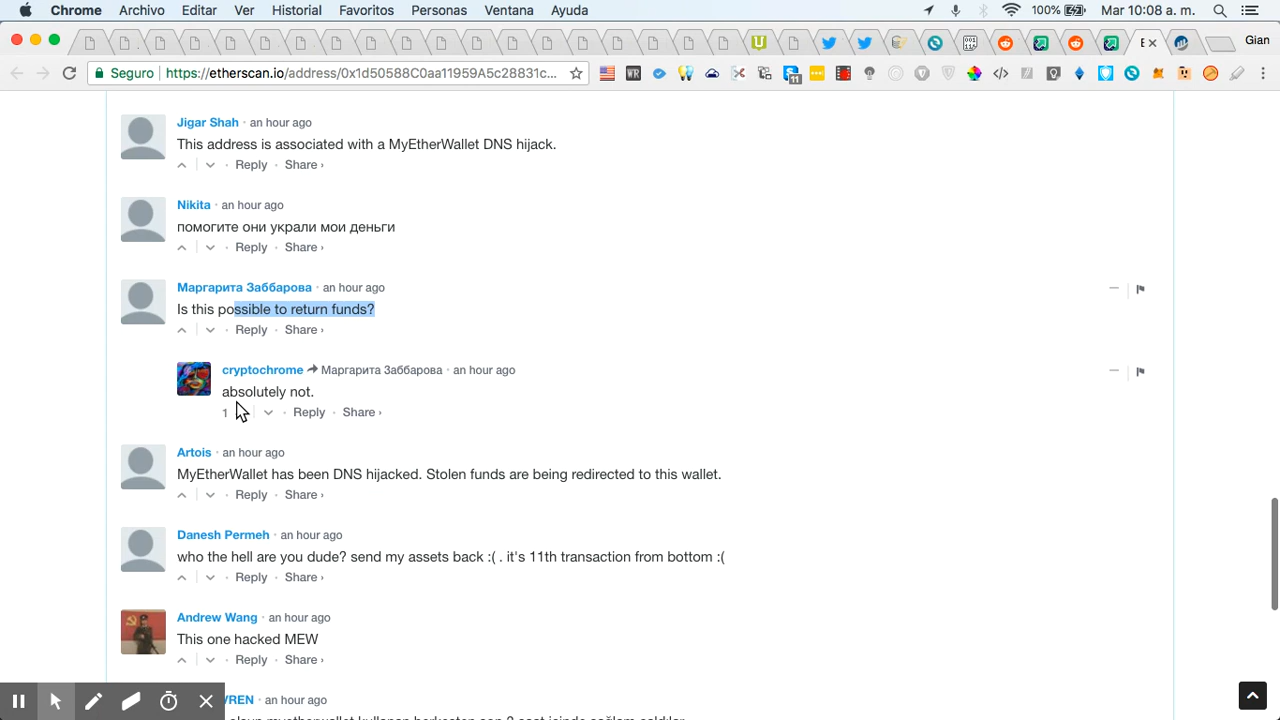 Chrome Archivo Editar Ver Historial Favoritos Personas Ventana Ayuda 100% Mar 10:08 a. m.
Gian
Seguro https://etherscan.io/address/0x1d50588C0aa11959A5c28831c...
11
Jigar Shah · an hour ago
This address is associated with a MyEtherWallet DNS hijack.
Reply · Share ›
Nikita · an hour ago
помогите они украли мои деньги
Reply · Share ›
Маргарита Заббарова · an hour ago
Is this possible to return funds?
Reply · Share ›
cryptochrome Маргарита Заббарова · an hour ago
absolutely not.
1 Reply · Share ›
Artois · an hour ago
MyEtherWallet has been DNS hijacked. Stolen funds are being redirected to this wallet.
Reply · Share ›
Danesh Permeh · an hour ago
who the hell are you dude? send my assets back :( . it's 11th transaction from bottom :(
Reply · Share ›
Andrew Wang · an hour ago
This one hacked MEW
Reply · Share ›
VREN · an hour ago